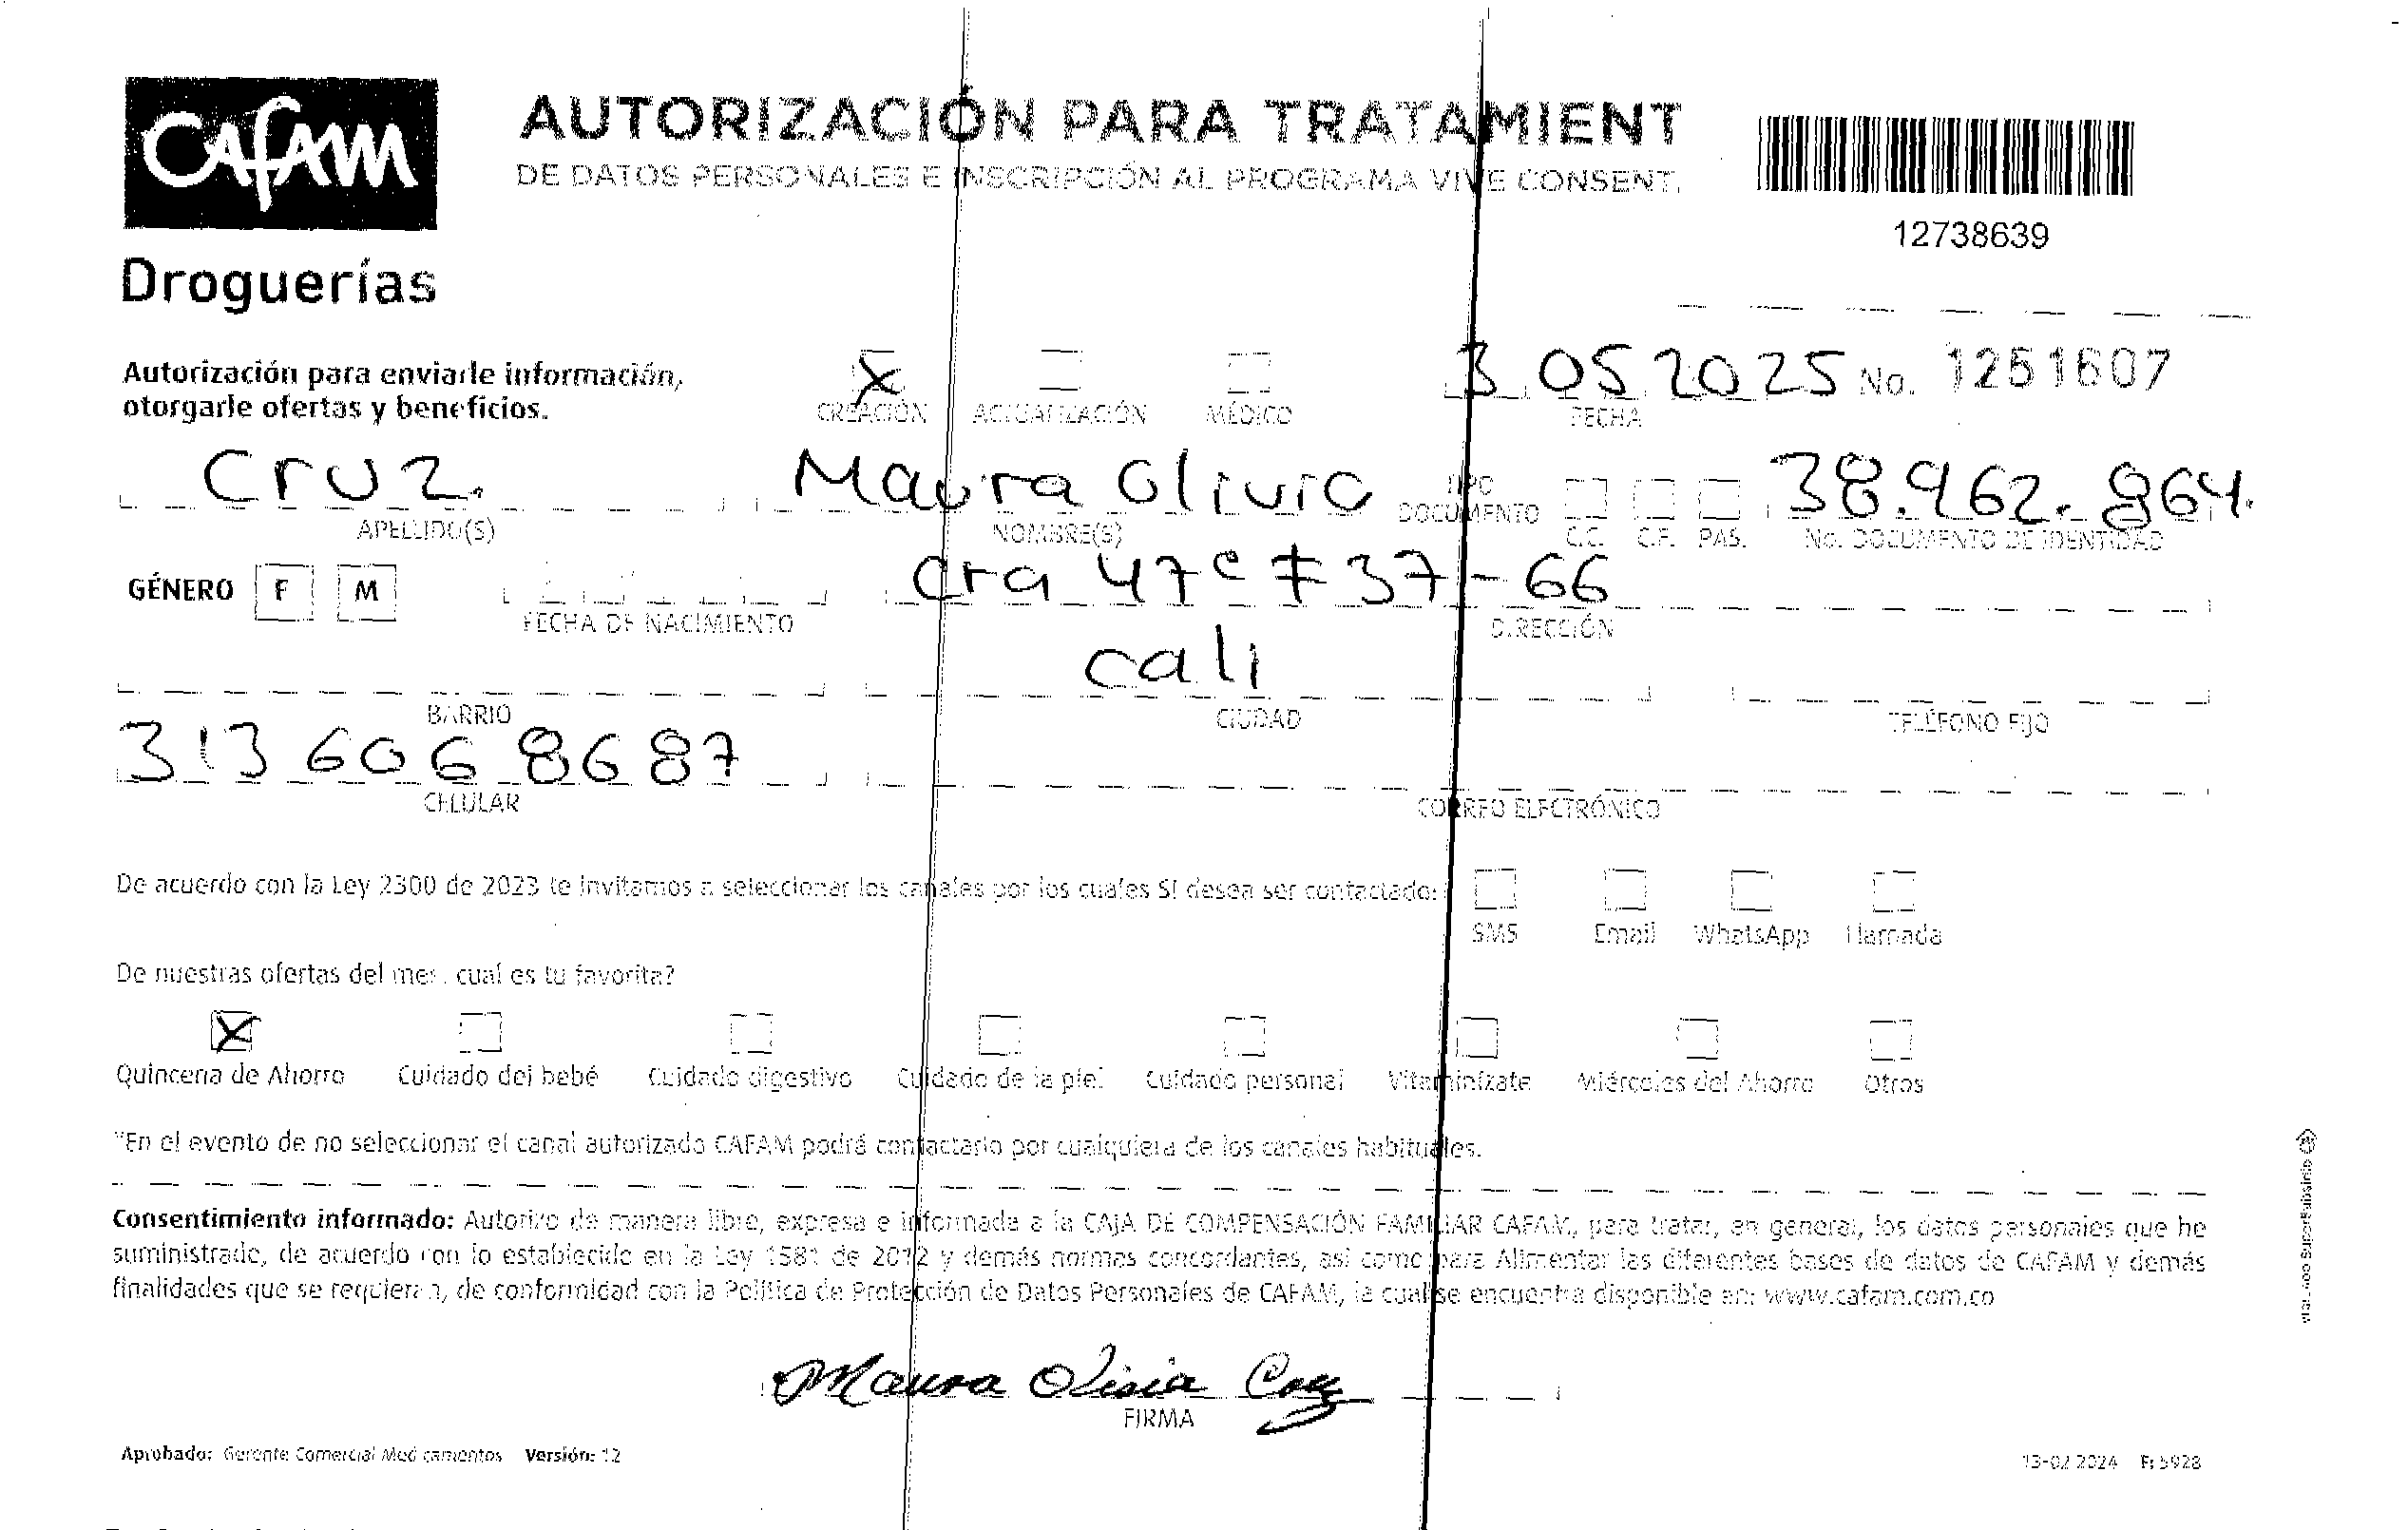 CAFAM
Droguerías
AUTORIZACIÓN PARA TRATAMIENT
DE DATOS PERSONALES E INSCRIPCIÓN AL PROGRAMA VIVE CONSENT.
12738639
Autorización para enviarle información,
otorgarle ofertas y beneficios.
X
CREACIÓN ACTUALIZACIÓN MÉDICO
3 05 2025 No. 1251607
FECHA
Cruz. Maura Olivia TIPO DOCUMENTO C.C. C.E. PAS. 38.962.864.
APELLIDO(S) NOMBRE(S) No. DOCUMENTO DE IDENTIDAD
GÉNERO F M cra 47c # 37-66
FECHA DE NACIMIENTO DIRECCIÓN
cali
BARRIO CIUDAD TELÉFONO FIJO
313 606 8687
CELULAR CORREO ELECTRÓNICO
De acuerdo con la Ley 2300 de 2023 te invitamos a seleccionar los canales por los cuales SI desea ser contactado:
SMS Email WhatsApp Llamada
De nuestras ofertas del mes, cual es tu favorita?
X
Quincena de Ahorro Cuidado del bebé Cuidado digestivo Cuidado de la piel Cuidado personal Vitaminízate Miércoles del Ahorro Otros
*En el evento de no seleccionar el canal autorizado CAFAM podrá contactarlo por cualquiera de los canales habituales.
Consentimiento informado: Autorizo de manera libre, expresa e informada a la CAJA DE COMPENSACIÓN FAMILIAR CAFAM, para tratar, en general, los datos personales que he
suministrado, de acuerdo con lo establecido en la Ley 1581 de 2012 y demás normas concordantes, así como para Alimentar las diferentes bases de datos de CAFAM y demás
finalidades que se requieran, de conformidad con la Política de Protección de Datos Personales de CAFAM, la cual se encuentra disponible en: www.cafam.com.co
Maura Olivia Cruz
FIRMA
Aprobado: Gerente Comercial Medicamentos Versión: 12
13-02 2024 F: 5928
VIGILADO SuperSubsidio